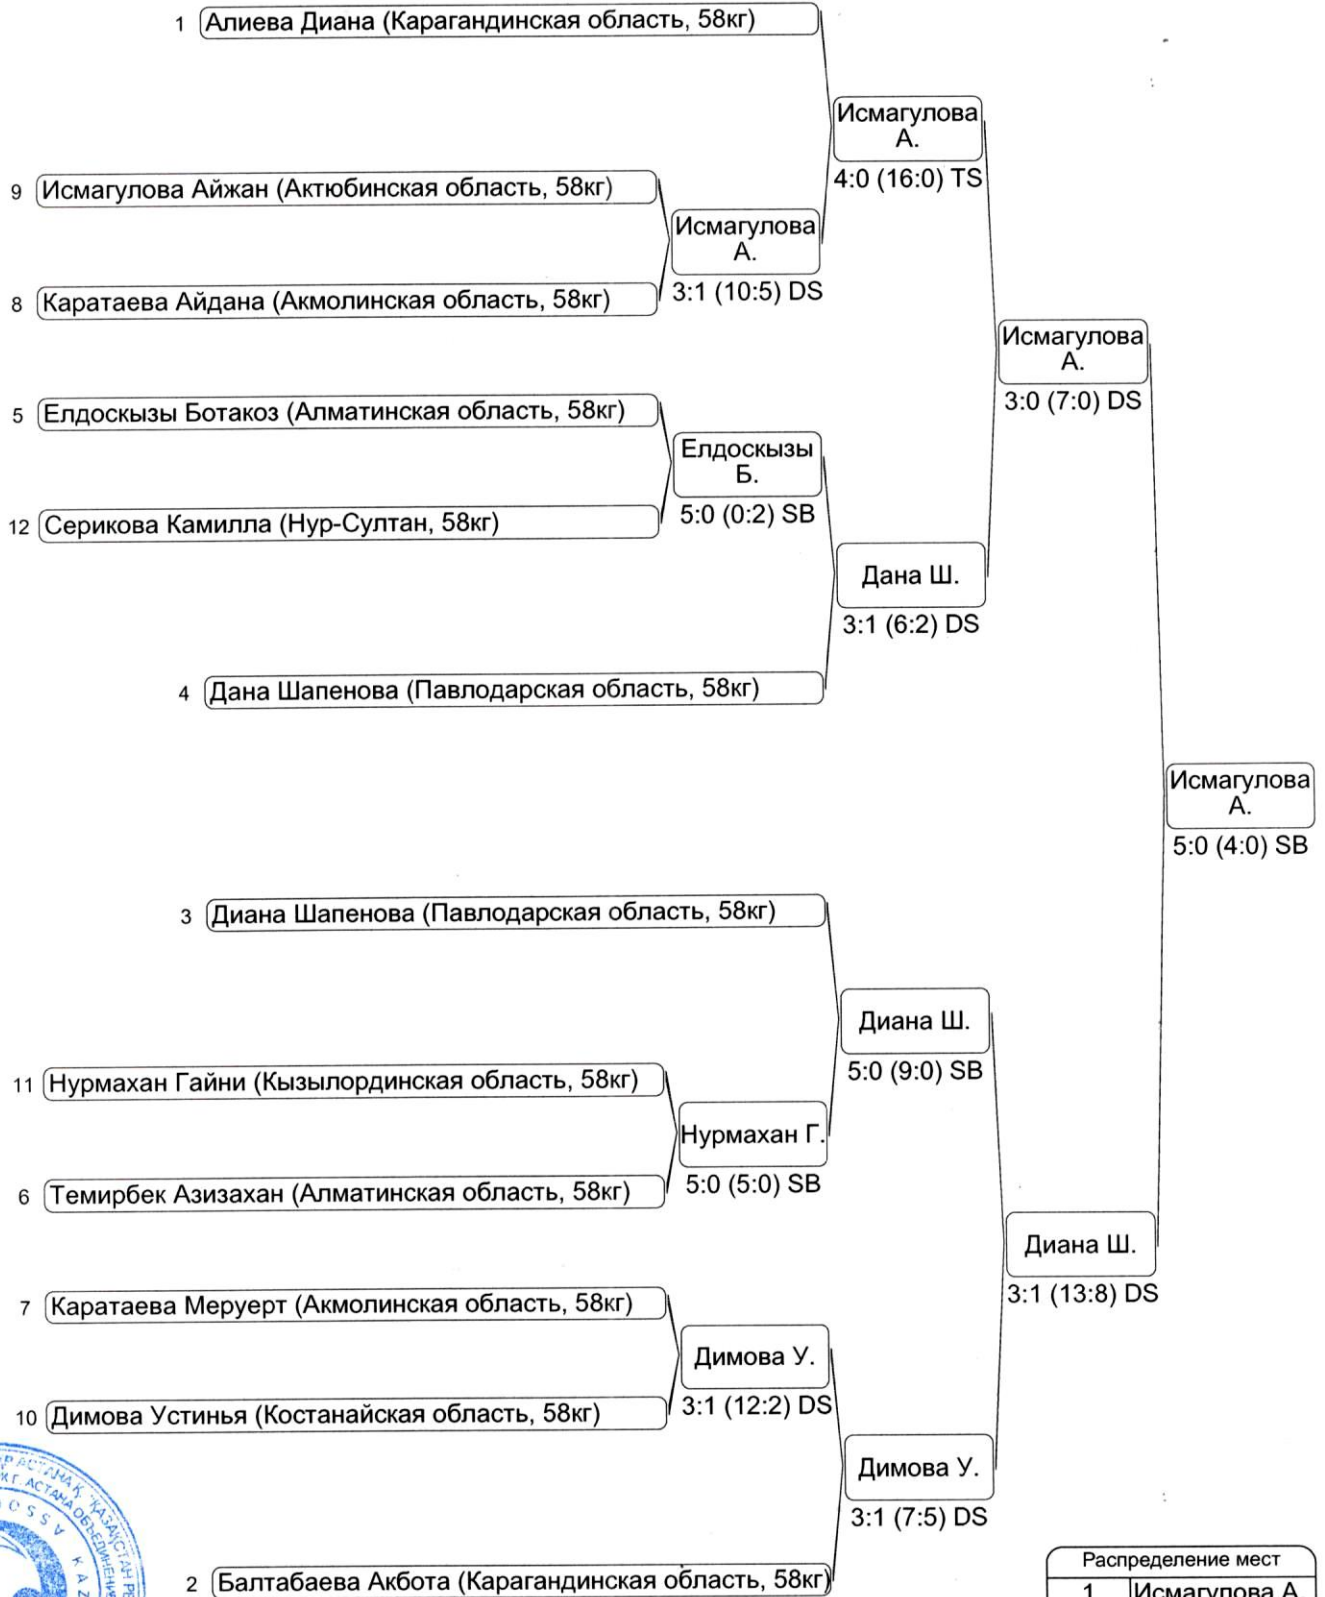 1 Алиева Диана (Карагандинская область, 58кг)
Исмагулова
А.
4:0 (16:0) TS
9 Исмагулова Айжан (Актюбинская область, 58кг)
Исмагулова
А.
3:1 (10:5) DS
8 Каратаева Айдана (Акмолинская область, 58кг)
Исмагулова
А.
3:0 (7:0) DS
5 Елдоскызы Ботакоз (Алматинская область, 58кг)
Елдоскызы
Б.
5:0 (0:2) SB
12 Серикова Камилла (Нур-Султан, 58кг)
Дана Ш.
3:1 (6:2) DS
4 Дана Шапенова (Павлодарская область, 58кг)
Исмагулова
А.
5:0 (4:0) SB
3 Диана Шапенова (Павлодарская область, 58кг)
Диана Ш.
5:0 (9:0) SB
11 Нурмахан Гайни (Кызылординская область, 58кг)
Нурмахан Г.
5:0 (5:0) SB
6 Темирбек Азизахан (Алматинская область, 58кг)
Диана Ш.
3:1 (13:8) DS
7 Каратаева Меруерт (Акмолинская область, 58кг)
Димова У.
3:1 (12:2) DS
10 Димова Устинья (Костанайская область, 58кг)
Димова У.
3:1 (7:5) DS
2 Балтабаева Акбота (Карагандинская область, 58кг)
Распределение мест
1 Исмагулова А.